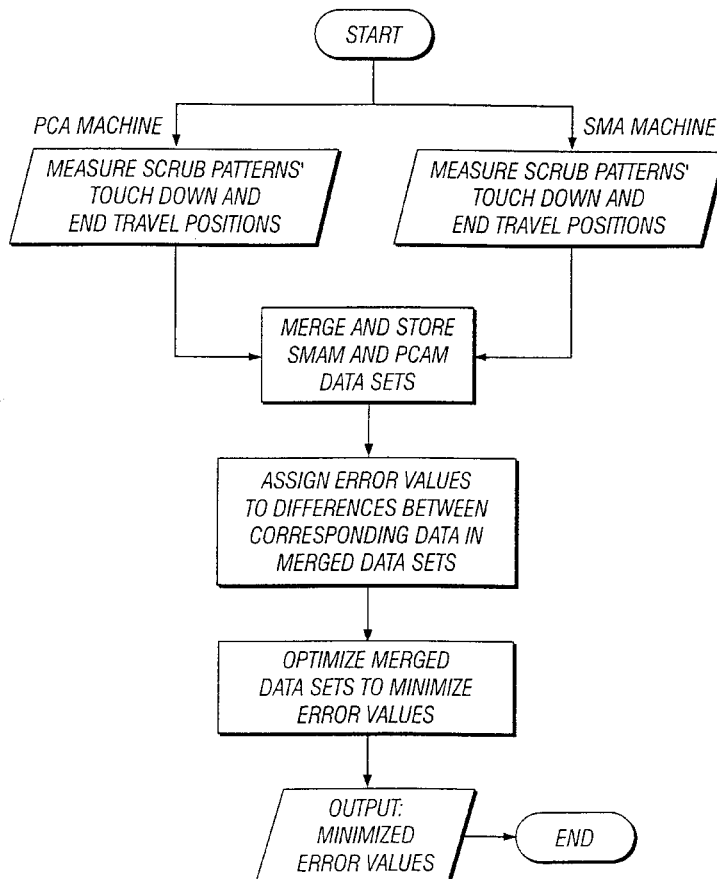 START
PCA MACHINE
SMA MACHINE
MEASURE SCRUB PATTERNS'
TOUCH DOWN AND
END TRAVEL POSITIONS
MEASURE SCRUB PATTERNS'
TOUCH DOWN AND
END TRAVEL POSITIONS
MERGE AND STORE
SMAM AND PCAM
DATA SETS
ASSIGN ERROR VALUES
TO DIFFERENCES BETWEEN
CORRESPONDING DATA IN
MERGED DATA SETS
OPTIMIZE MERGED
DATA SETS TO MINIMIZE
ERROR VALUES
OUTPUT:
MINIMIZED
ERROR VALUES
END